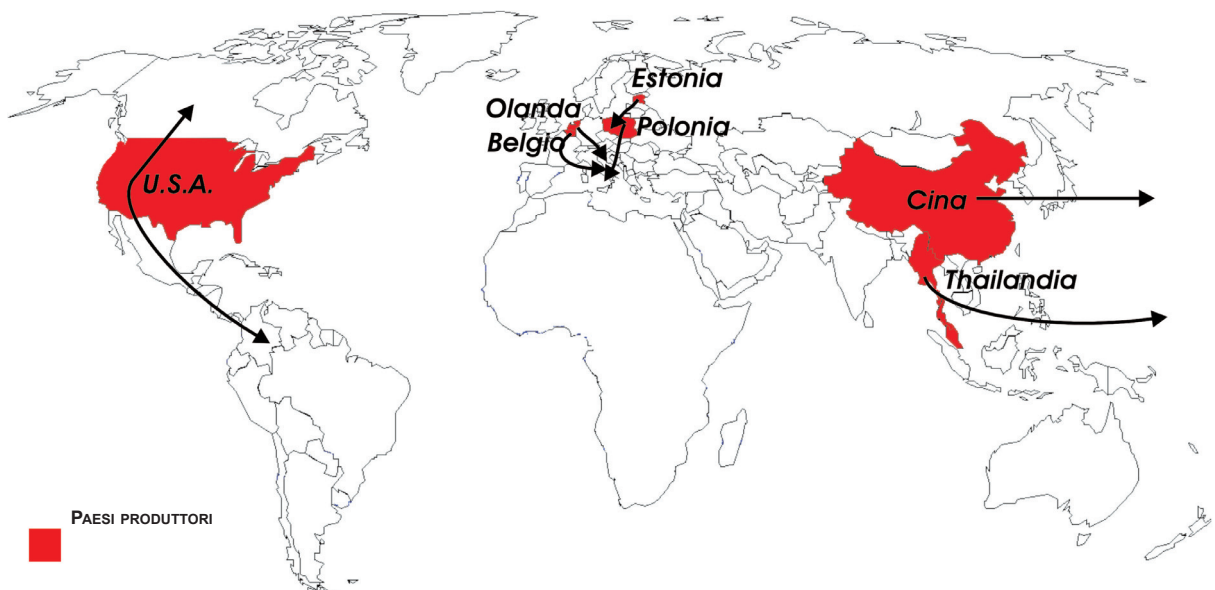 Estonia
Olanda
Polonia
Belgio
U.S.A.
Cina
Thailandia
PAESI PRODUTTORI